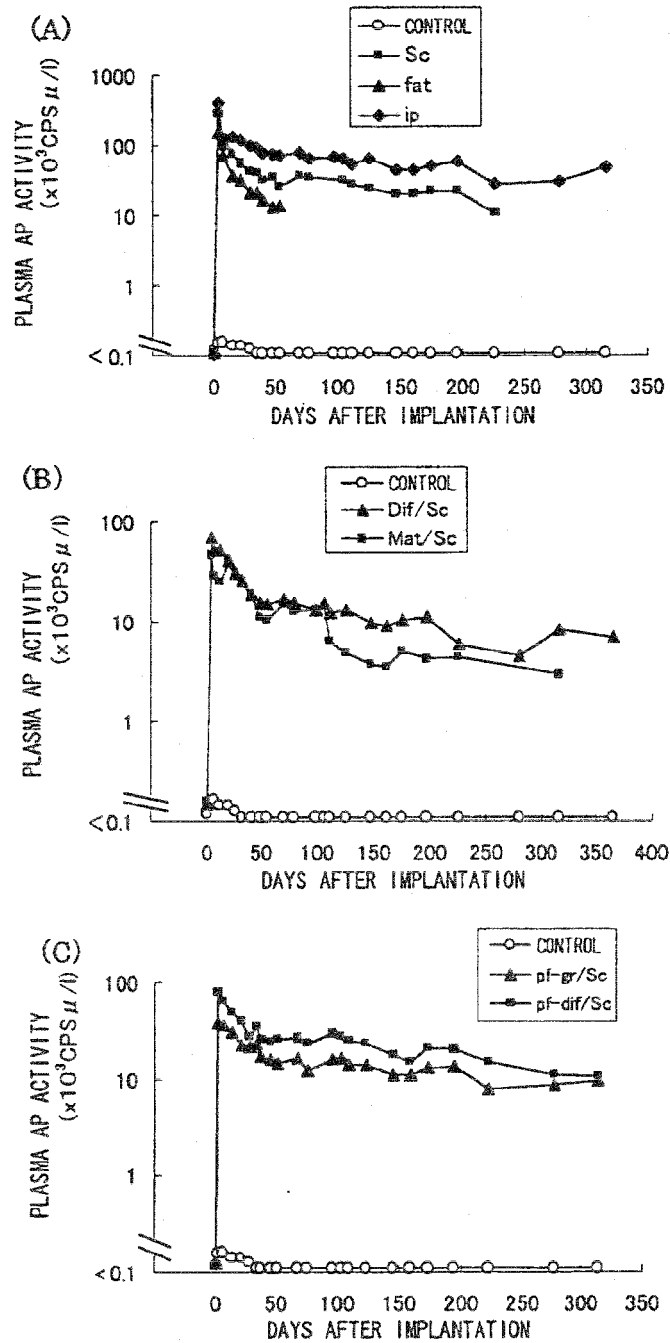 (A)
CONTROL
Sc
fat
ip
PLASMA AP ACTIVITY
(x10³CPS μ/l)
1000
100
10
1
<0.1
0 50 100 150 200 250 300 350
DAYS AFTER IMPLANTATION
(B)
CONTROL
Dif/Sc
Mat/Sc
PLASMA AP ACTIVITY
(x10³CPS μ/l)
100
10
1
<0.1
0 50 100 150 200 250 300 350 400
DAYS AFTER IMPLANTATION
(C)
CONTROL
pf-gr/Sc
pf-dif/Sc
PLASMA AP ACTIVITY
(x10³CPS μ/l)
100
10
1
<0.1
0 50 100 150 200 250 300 350
DAYS AFTER IMPLANTATION